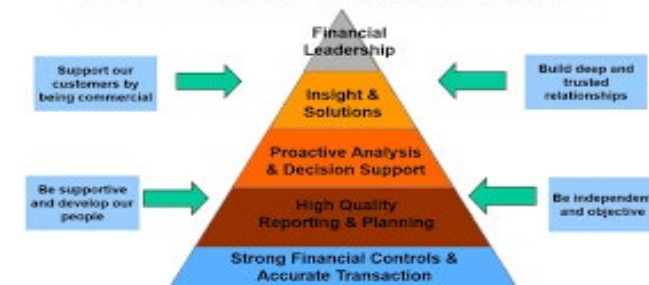 Financial
Leadership
Support our
customers by
being commercial
Build deep and
trusted
relationships
Insight &
Solutions
Proactive Analysis
& Decision Support
Be supportive
and develop our
people
Be independent
and objective
High Quality
Reporting & Planning
Strong Financial Controls &
Accurate Transaction